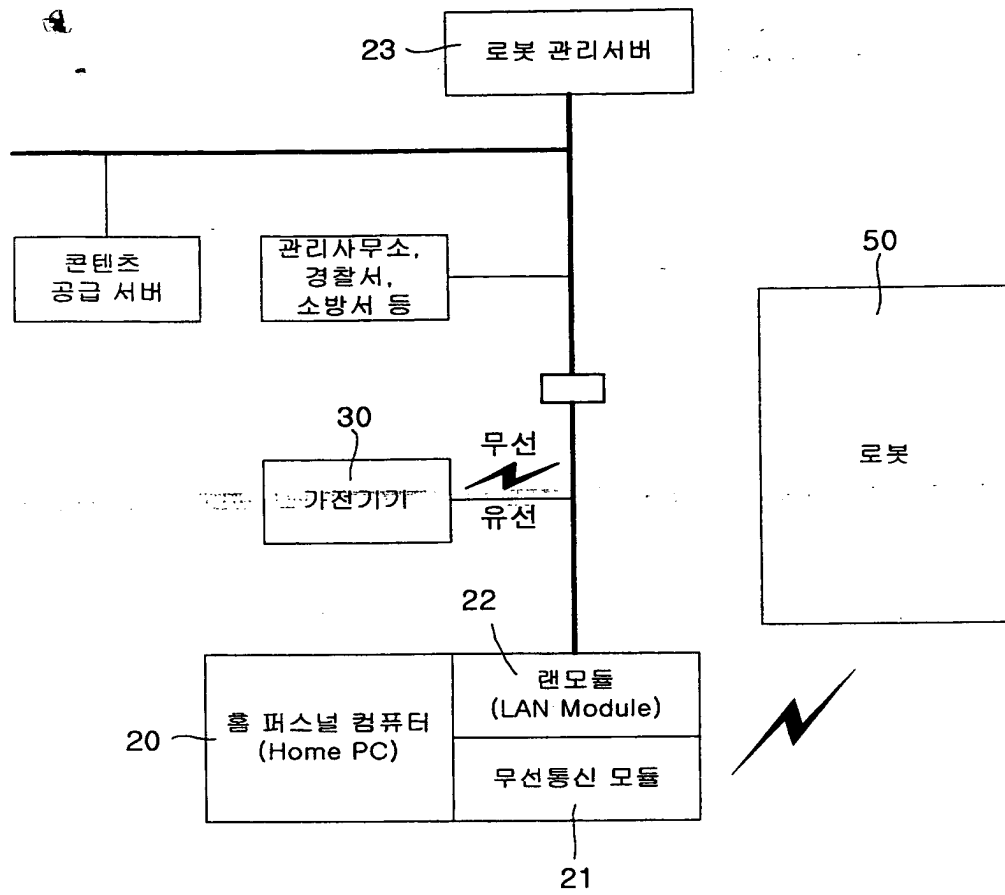 23
로봇 관리서버
콘텐츠
공급 서버
관리사무소,
경찰서,
소방서 등
50
로봇
30
가전기기
무선
유선
22
랜모듈
(LAN Module)
20
홈 퍼스널 컴퓨터
(Home PC)
무선통신 모듈
21